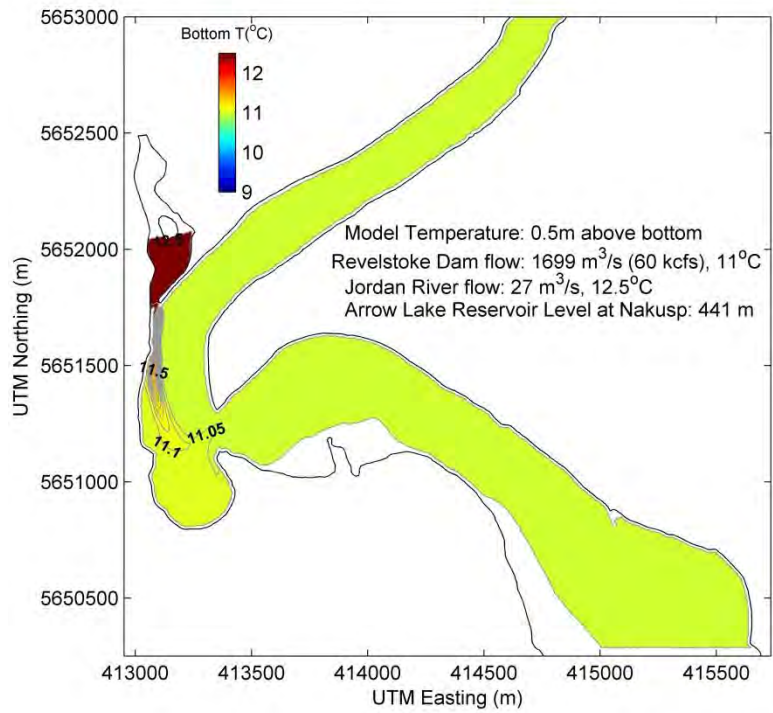 5653000
5652500
5652000
5651500
5651000
5650500
UTM Northing (m)
Bottom T(°C)
12
11
10
9
12.5
11.5
11.1
11.05
Model Temperature: 0.5m above bottom
Revelstoke Dam flow: 1699 m³/s (60 kcfs), 11°C
Jordan River flow: 27 m³/s, 12.5°C
Arrow Lake Reservoir Level at Nakusp: 441 m
413000 413500 414000 414500 415000 415500
UTM Easting (m)